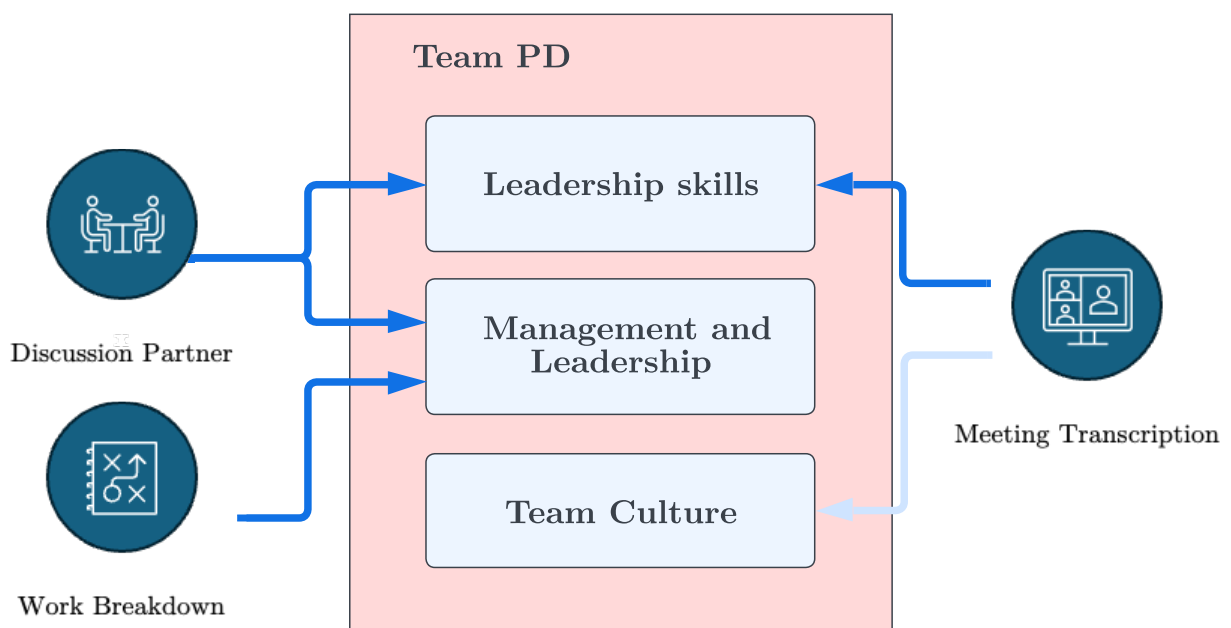 Team PD
Leadership skills
Management and
Leadership
Team Culture
Discussion Partner
Work Breakdown
Meeting Transcription